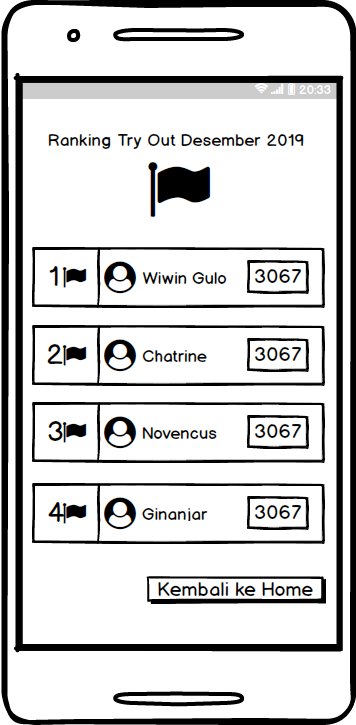 20:33
Ranking Try Out Desember 2019
1 Wiwin Gulo 3067
2 Chatrine 3067
3 Novencus 3067
4 Ginanjar 3067
Kembali ke Home